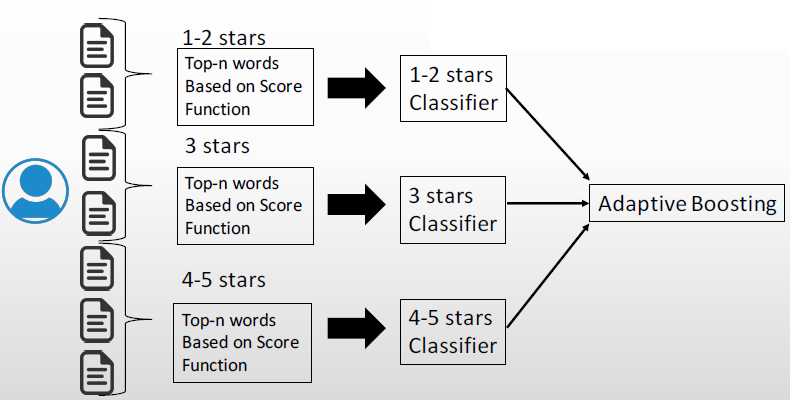 1-2 stars
Top-n words
Based on Score
Function
1-2 stars
Classifier
3 stars
Top-n words
Based on Score
Function
3 stars
Classifier
Adaptive Boosting
4-5 stars
Top-n words
Based on Score
Function
4-5 stars
Classifier